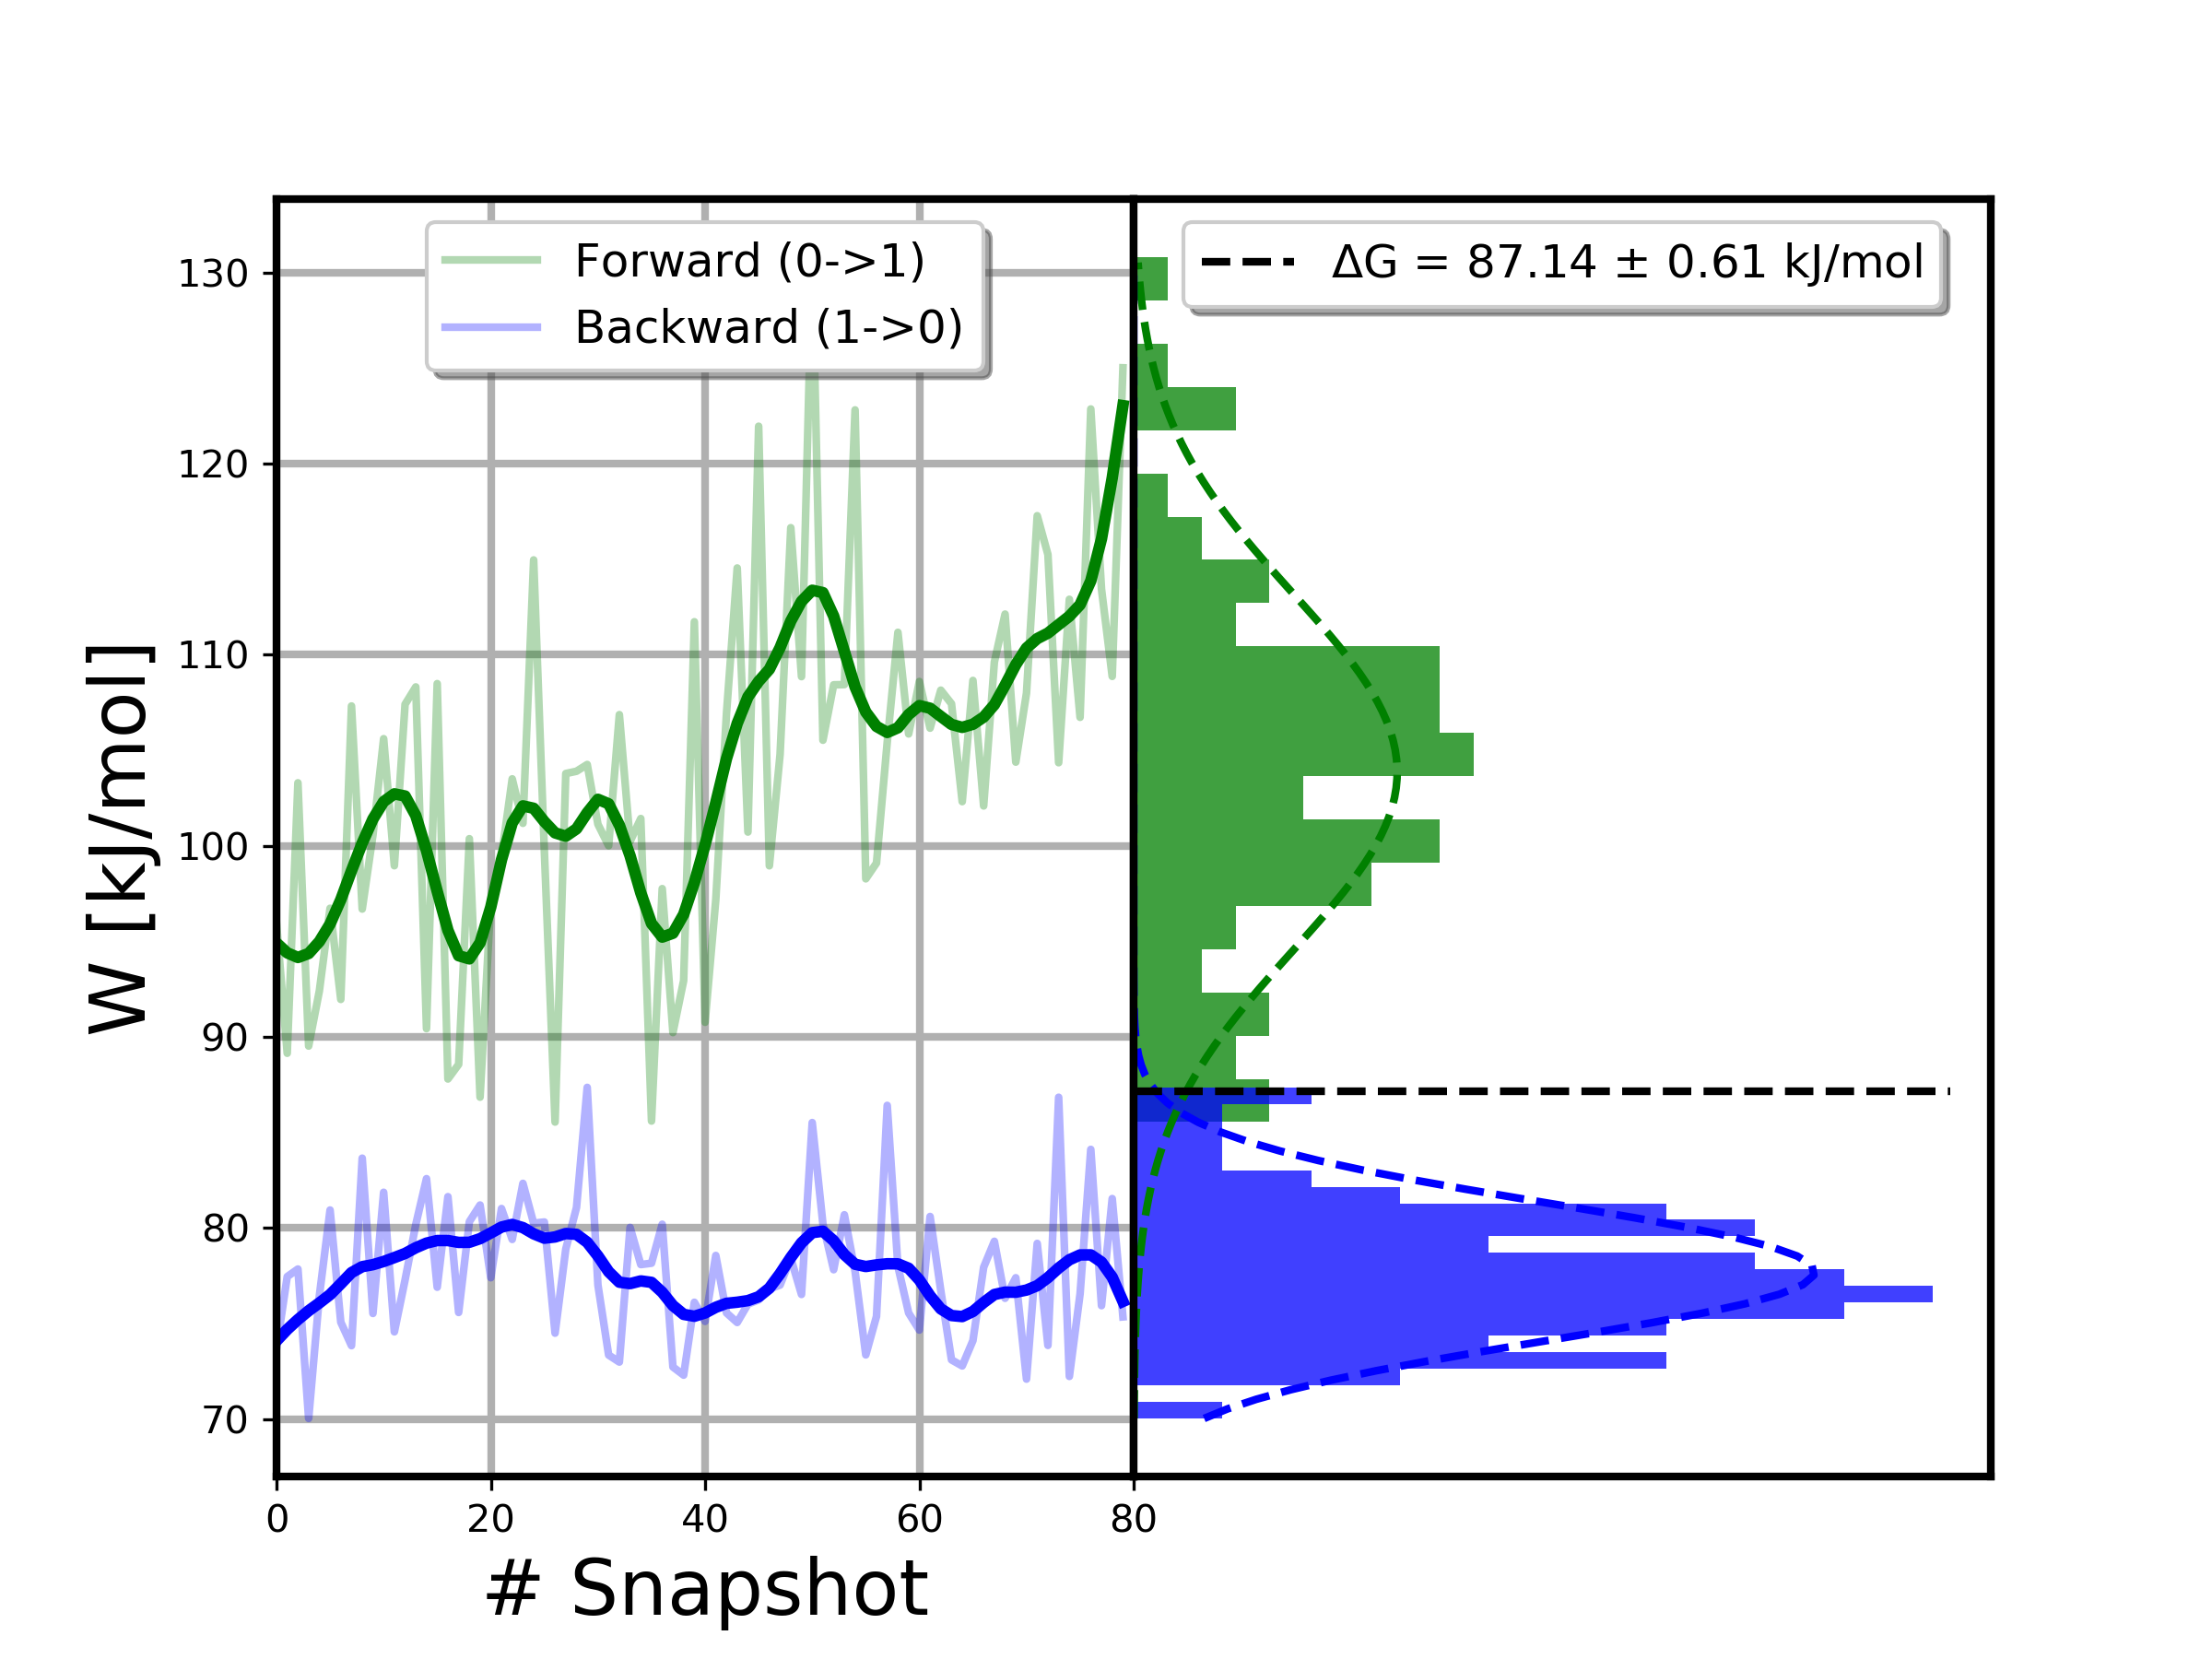 Forward (0->1)
Backward (1->0)
ΔG = 87.14 ± 0.61 kJ/mol
W [kJ/mol]
130
120
110
100
90
80
70
0 20 40 60 80
# Snapshot